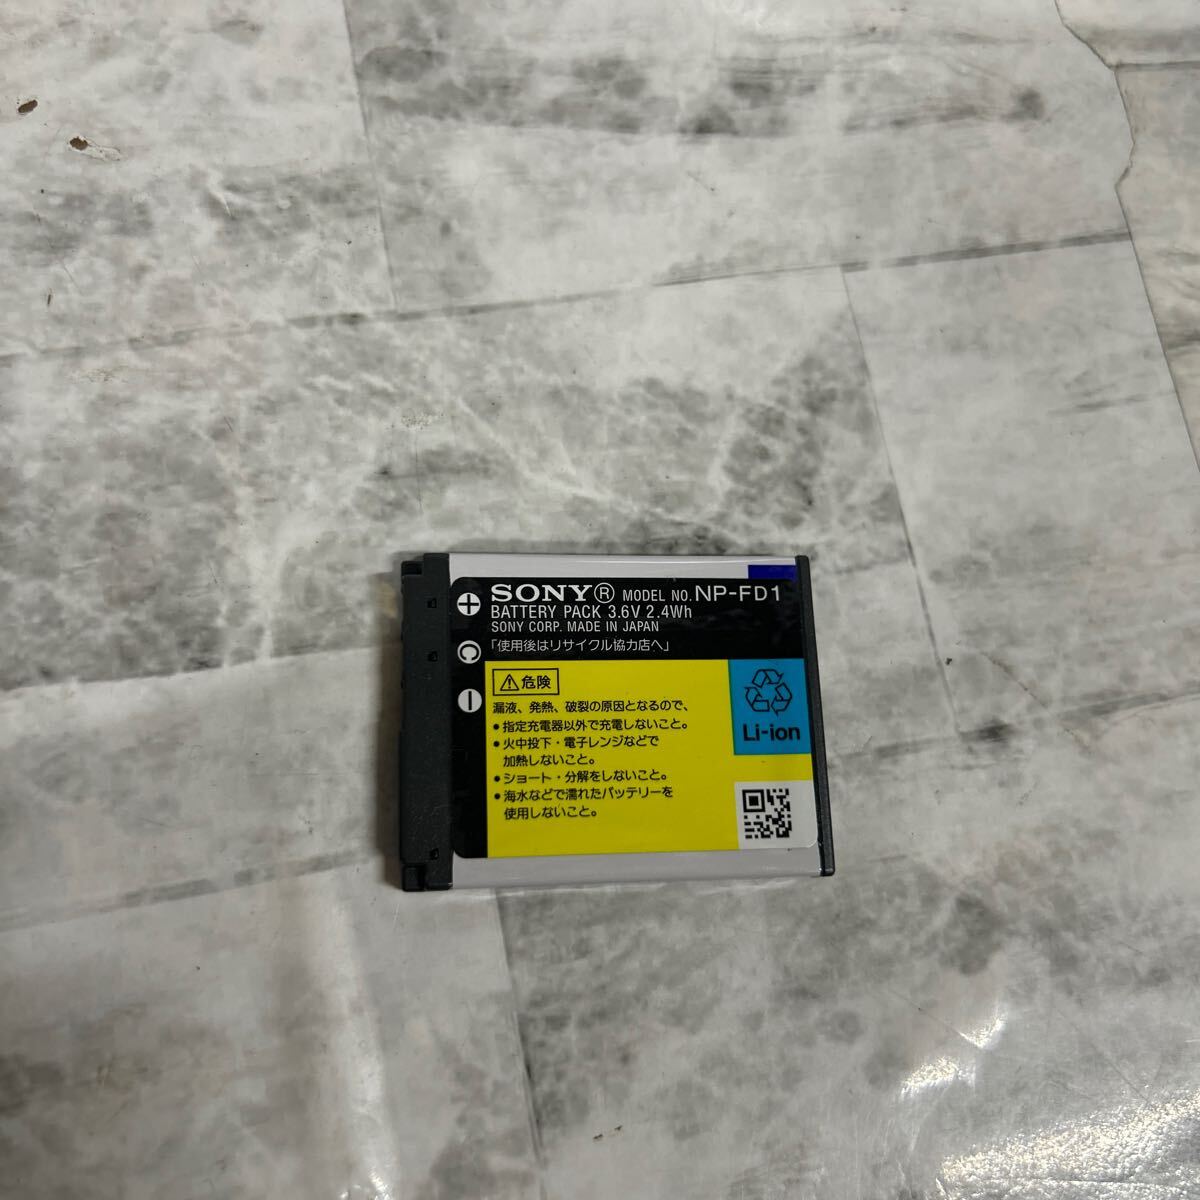 SONY® MODEL NO. NP-FD1
BATTERY PACK 3.6V 2.4Wh
SONY CORP. MADE IN JAPAN
「使用後はリサイクル協力店へ」
⚠危険
漏液、発熱、破裂の原因となるので、
•指定充電器以外で充電しないこと。
•火中投下・電子レンジなどで
加熱しないこと。
•ショート・分解をしないこと。
•海水などで濡れたバッテリーを
使用しないこと。
Li-ion